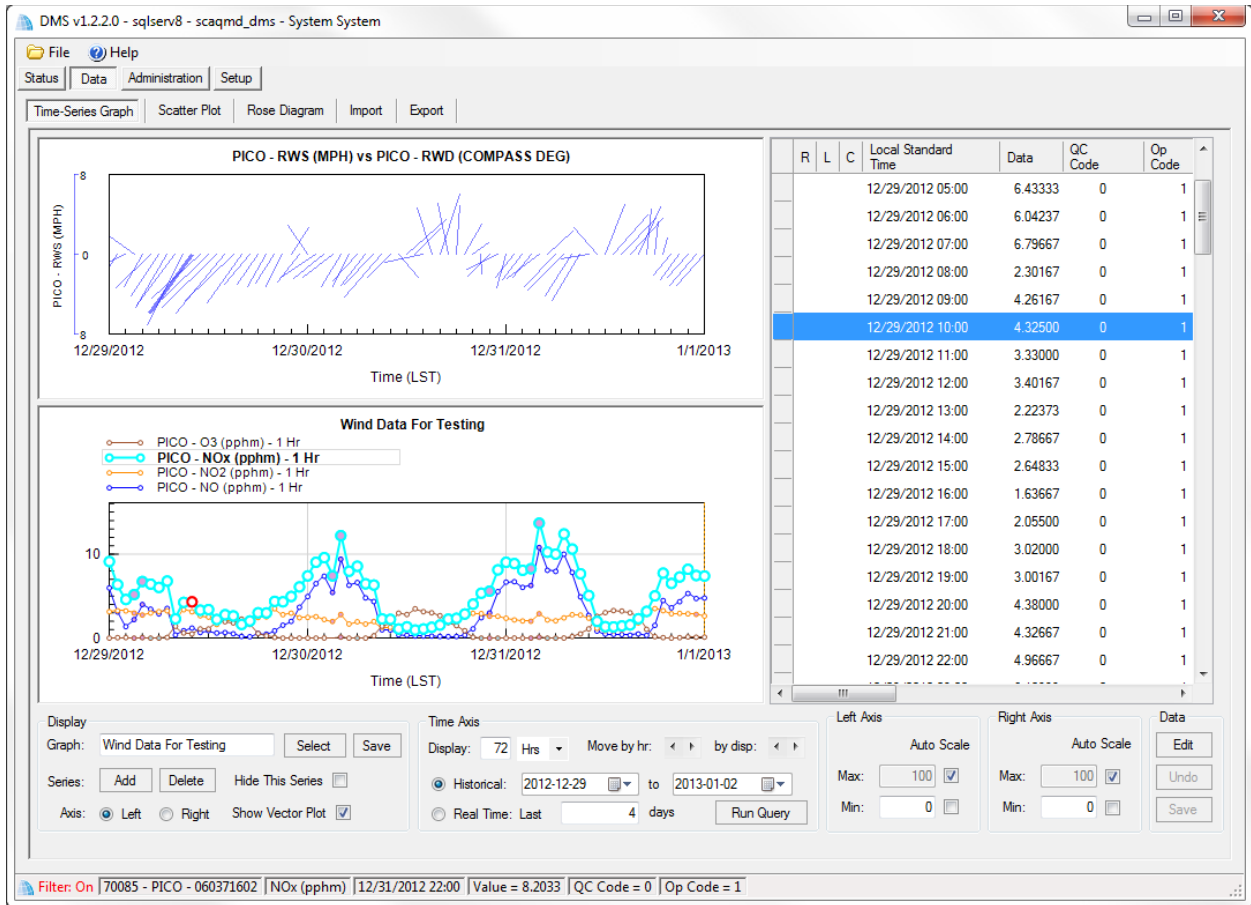 DMS v1.2.2.0 - sqlserv8 - scaqmd_dms - System System
File Help
Status Data Administration Setup
Time-Series Graph Scatter Plot Rose Diagram Import Export
PICO - RWS (MPH) vs PICO - RWD (COMPASS DEG)
PICO - RWS (MPH)
8
0
-8
12/29/2012 12/30/2012 12/31/2012 1/1/2013
Time (LST)
Wind Data For Testing
PICO - O3 (pphm) - 1 Hr
PICO - NOx (pphm) - 1 Hr
PICO - NO2 (pphm) - 1 Hr
PICO - NO (pphm) - 1 Hr
10
0
12/29/2012 12/30/2012 12/31/2012 1/1/2013
Time (LST)
R L C Local Standard Time Data QC Code Op Code
12/29/2012 05:00 6.43333 0 1
12/29/2012 06:00 6.04237 0 1
12/29/2012 07:00 6.79667 0 1
12/29/2012 08:00 2.30167 0 1
12/29/2012 09:00 4.26167 0 1
12/29/2012 10:00 4.32500 0 1
12/29/2012 11:00 3.33000 0 1
12/29/2012 12:00 3.40167 0 1
12/29/2012 13:00 2.22373 0 1
12/29/2012 14:00 2.78667 0 1
12/29/2012 15:00 2.64833 0 1
12/29/2012 16:00 1.63667 0 1
12/29/2012 17:00 2.05500 0 1
12/29/2012 18:00 3.02000 0 1
12/29/2012 19:00 3.00167 0 1
12/29/2012 20:00 4.38000 0 1
12/29/2012 21:00 4.32667 0 1
12/29/2012 22:00 4.96667 0 1
Display
Graph: Wind Data For Testing Select Save
Series: Add Delete Hide This Series
Axis: Left Right Show Vector Plot
Time Axis
Display: 72 Hrs Move by hr: by disp:
Historical: 2012-12-29 to 2013-01-02
Real Time: Last 4 days Run Query
Left Axis
Auto Scale
Max: 100
Min: 0
Right Axis
Auto Scale
Max: 100
Min: 0
Data
Edit
Undo
Save
Filter: On 70085 - PICO - 060371602 NOx (pphm) 12/31/2012 22:00 Value = 8.2033 QC Code = 0 Op Code = 1